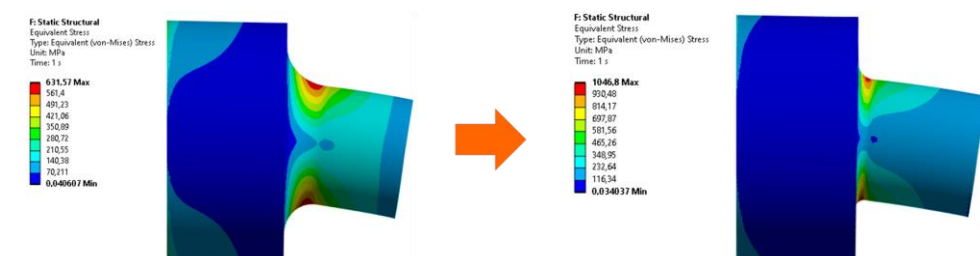 F: Static Structural
Equivalent Stress
Type: Equivalent (von-Mises) Stress
Unit: MPa
Time: 1 s
631,57 Max
561,4
491,23
421,06
350,89
280,72
210,55
140,38
70,211
0,040607 Min
F: Static Structural
Equivalent Stress
Type: Equivalent (von-Mises) Stress
Unit: MPa
Time: 1 s
1046,8 Max
930,48
814,17
697,87
581,56
465,26
348,95
232,64
116,34
0,034037 Min